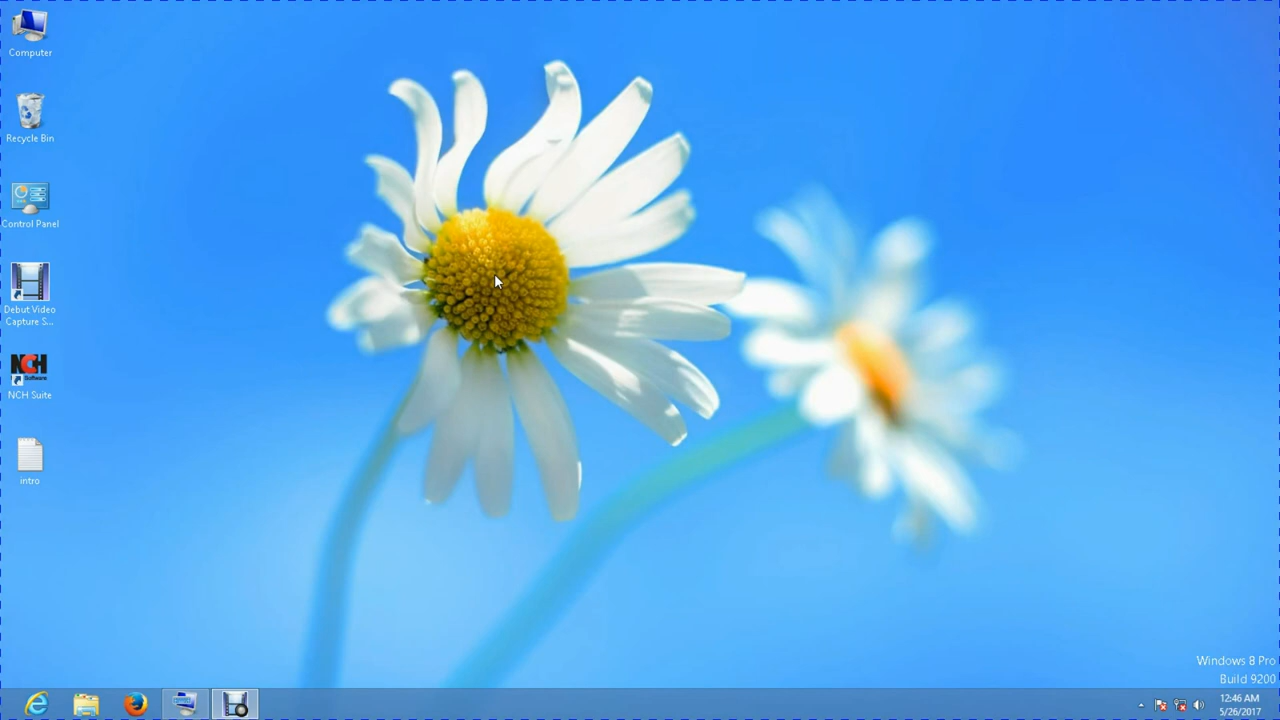 Computer
Recycle Bin
Control Panel
Debut Video
Capture S...
NCH
Software
NCH Suite
intro
Windows 8 Pro
Build 9200
12:46 AM
5/26/2017